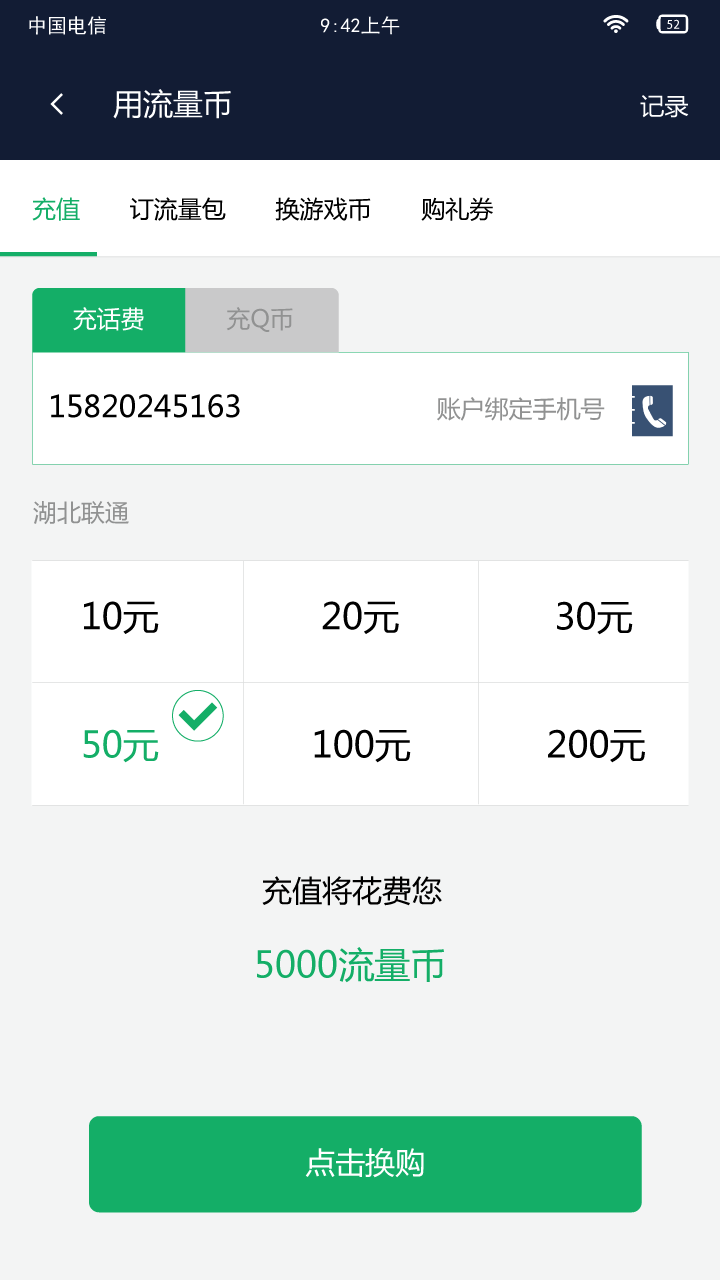 中国电信 9:42上午 52
用流量币 记录
充值 订流量包 换游戏币 购礼券
充话费 充Q币
15820245163 账户绑定手机号
湖北联通
10元 20元 30元
50元 100元 200元
充值将花费您
5000流量币
点击换购